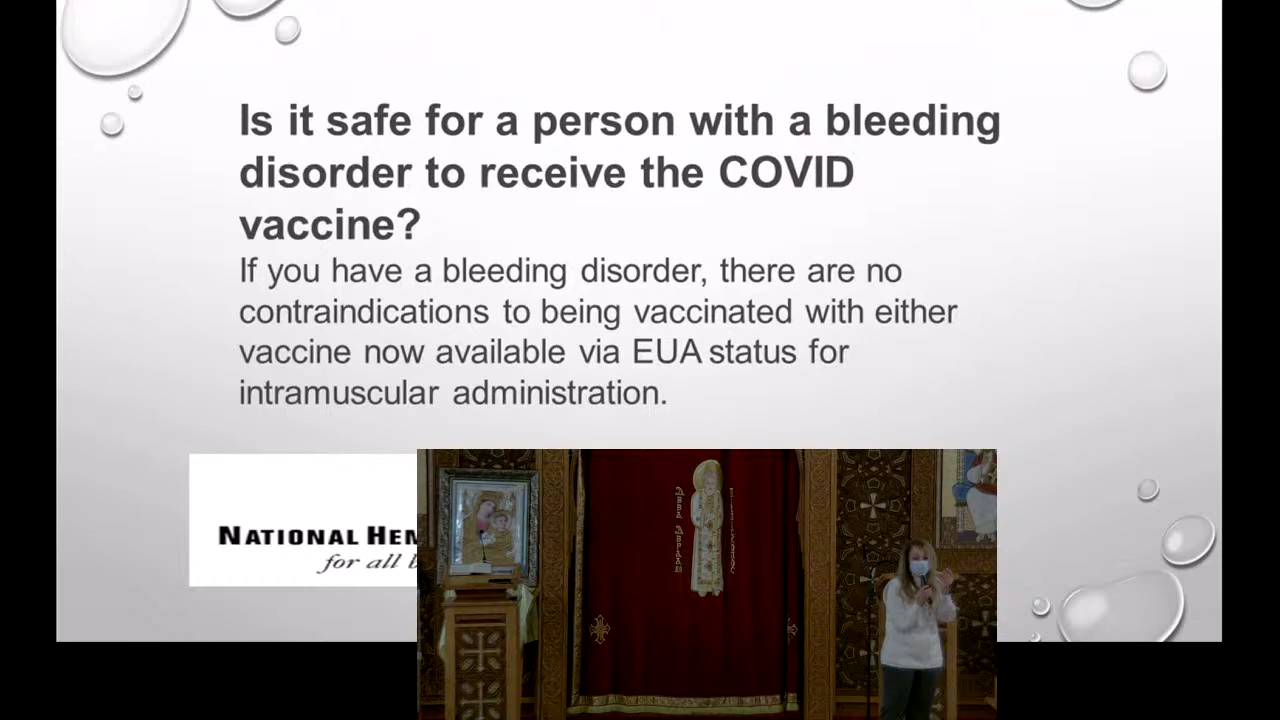 Is it safe for a person with a bleeding
disorder to receive the COVID
vaccine?
If you have a bleeding disorder, there are no
contraindications to being vaccinated with either
vaccine now available via EUA status for
intramuscular administration.
NATIONAL
for all